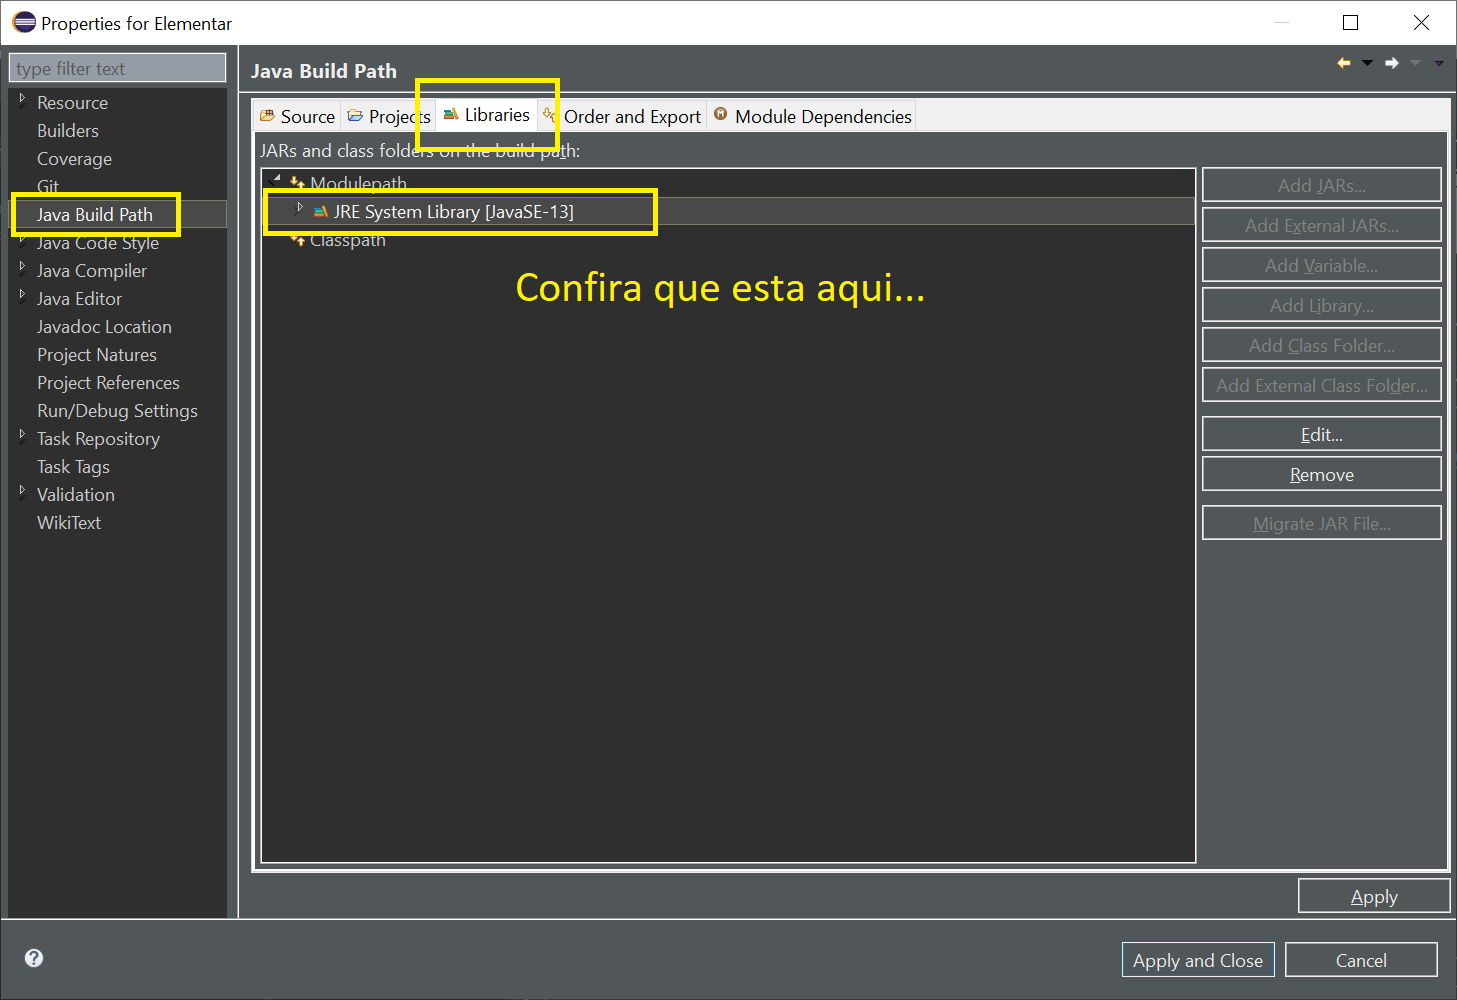 Properties for Elementar
type filter text
Resource
Builders
Coverage
Git
Java Build Path
Java Code Style
Java Compiler
Java Editor
Javadoc Location
Project Natures
Project References
Run/Debug Settings
Task Repository
Task Tags
Validation
WikiText
Java Build Path
Source Projects Libraries Order and Export Module Dependencies
JARs and class folders on the build path:
Modulepath
JRE System Library [JavaSE-13]
Classpath
Confira que esta aqui...
Add JARs...
Add External JARs...
Add Variable...
Add Library...
Add Class Folder...
Add External Class Folder...
Edit...
Remove
Migrate JAR File...
Apply
Apply and Close Cancel